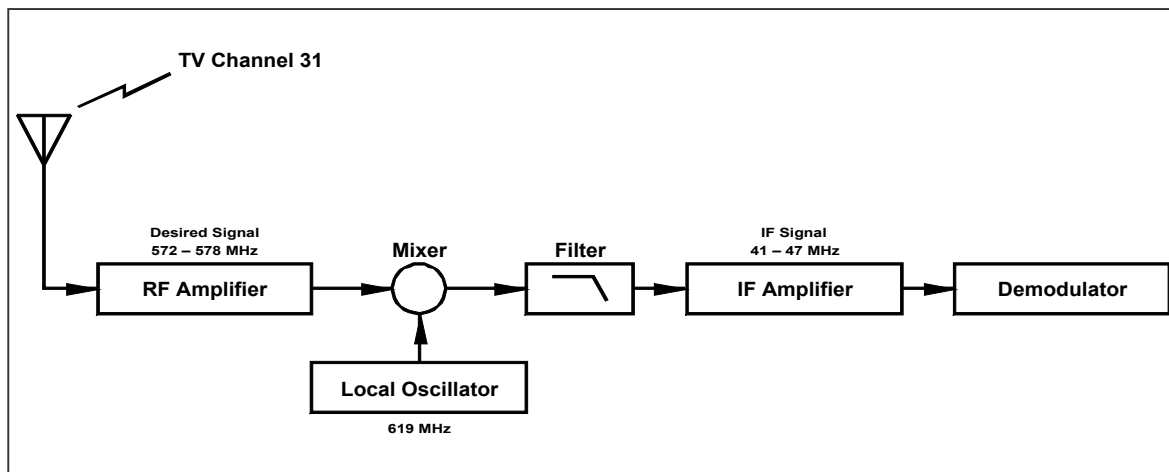 TV Channel 31
Desired Signal
572 – 578 MHz
Mixer
Filter
IF Signal
41 – 47 MHz
RF Amplifier
IF Amplifier
Demodulator
Local Oscillator
619 MHz